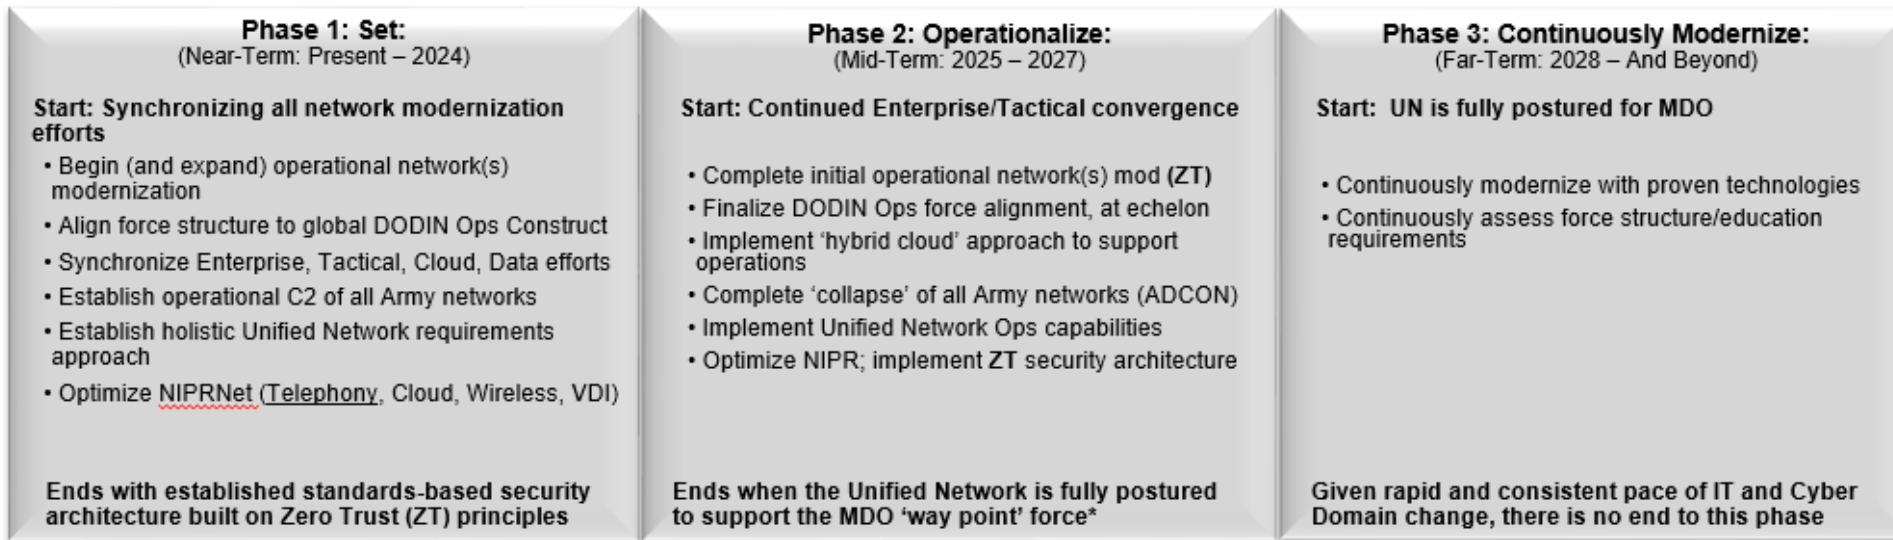 Phase 1: Set:
(Near-Term: Present – 2024)
Start: Synchronizing all network modernization
efforts
• Begin (and expand) operational network(s)
modernization
• Align force structure to global DODIN Ops Construct
• Synchronize Enterprise, Tactical, Cloud, Data efforts
• Establish operational C2 of all Army networks
• Establish holistic Unified Network requirements
approach
• Optimize NIPRNet (Telephony, Cloud, Wireless, VDI)
Ends with established standards-based security
architecture built on Zero Trust (ZT) principles
Phase 2: Operationalize:
(Mid-Term: 2025 – 2027)
Start: Continued Enterprise/Tactical convergence
• Complete initial operational network(s) mod (ZT)
• Finalize DODIN Ops force alignment, at echelon
• Implement ‘hybrid cloud’ approach to support
operations
• Complete ‘collapse’ of all Army networks (ADCON)
• Implement Unified Network Ops capabilities
• Optimize NIPR; implement ZT security architecture
Ends when the Unified Network is fully postured
to support the MDO ‘way point’ force*
Phase 3: Continuously Modernize:
(Far-Term: 2028 – And Beyond)
Start: UN is fully postured for MDO
• Continuously modernize with proven technologies
• Continuously assess force structure/education
requirements
Given rapid and consistent pace of IT and Cyber
Domain change, there is no end to this phase